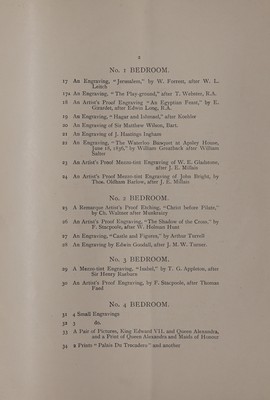 2
No. 1 BEDROOM.
17 An Engraving, "Jerusalem," by W. Forrest, after W. L.
Leitch
17A An Engraving, "The Play-ground," after T. Webster, R.A.
18 An Artist's Proof Engraving "An Egyptian Feast," by E.
Girardet, after Edwin Long, R.A.
19 An Engraving, "Hagar and Ishmael," after
20 An Engraving of Sir Matthew Wilson, Bart.
21 An Engraving of J. Hastings Ingham
22 An Engraving, "The Waterloo Banquet at Apsley House,
June 18, 1836," by William Greatbach after William
Salter
23 An Artist's Proof Mezzo-tint Engraving of W. E. Gladstone,
after J. E. Millais
24 An Artist's Proof Mezzo-tint Engraving of John Bright, by
Thos. Oldham Barlow, after J. E. Millais
No. 2 BEDROOM.
25 A Remarque Artist's Proof Etching, "Christ before Pilate,"
by Ch. Waltner after Munkracsy
26 An Artist's Proof Engraving, "The Shadow of the Cross," by
F. Stacpoole, after W. Holman Hunt
27 An Engraving, "Castle and Figures," by Arthur Turrell
28 An Engraving by Edwin Goodall, after J. M. W. Turner.
No. 3 BEDROOM.
29 A Mezzo-tint Engraving, "Isabel," by T. G. Appleton, after
Sir Henry Raeburn
30 An Artist's Proof Engraving, by F. Stacpoole, after Thomas
Faed
No. 4 BEDROOM.
31 4 Small Engravings
32 3 do.
33 A Pair of Pictures, King Edward VII. and Queen Alexandra,
and a Print of Queen Alexandra and Maids of Honour
34 a Print: "Palais Du Trocadero" and another